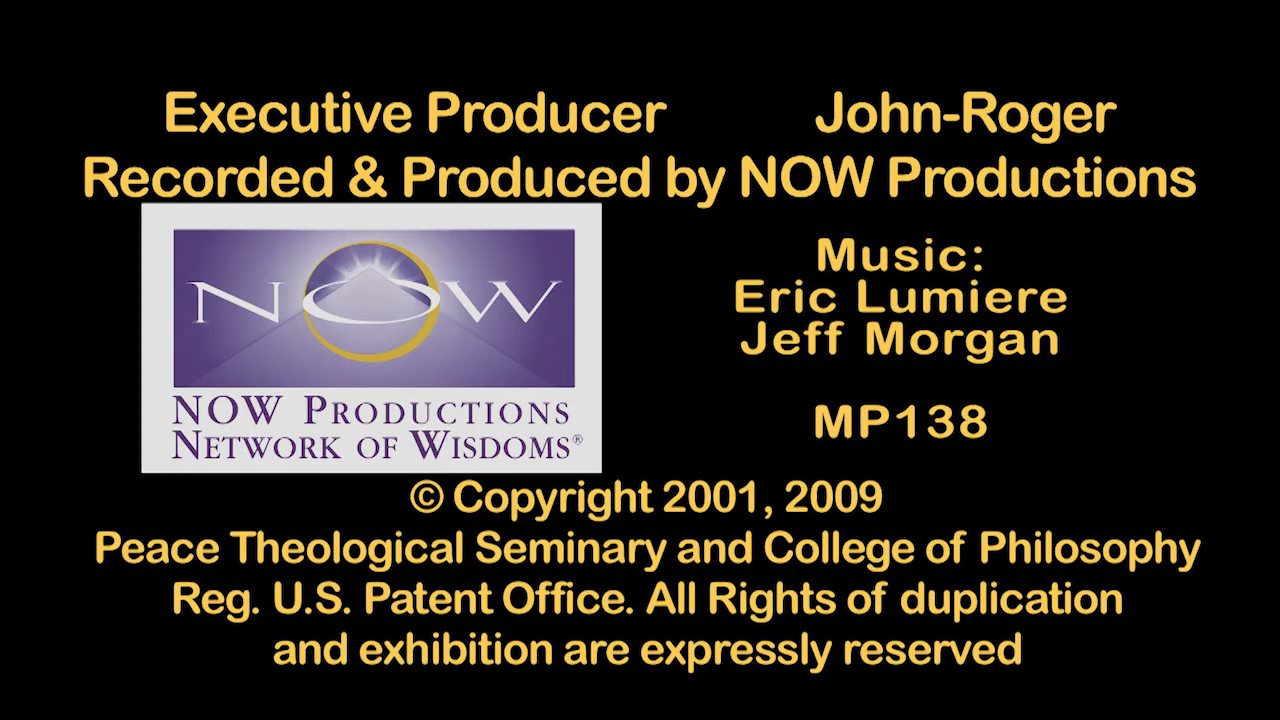 Executive Producer John-Roger
Recorded & Produced by NOW Productions
NOW
NOW PRODUCTIONS
NETWORK OF WISDOMS®
Music:
Eric Lumiere
Jeff Morgan
MP138
© Copyright 2001, 2009
Peace Theological Seminary and College of Philosophy
Reg. U.S. Patent Office. All Rights of duplication
and exhibition are expressly reserved